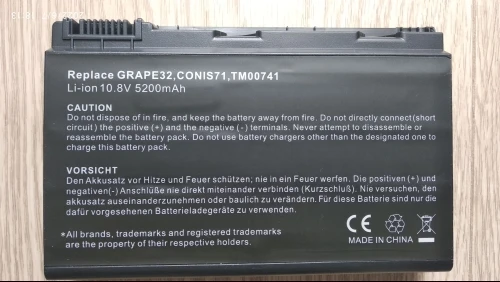 Replace GRAPE32,CONIS71,TM00741
Li-ion 10.8V 5200mAh
CAUTION
Do not dispose of in fire, and keep the battery away from fire. Do not directly connect(short
circuit) the positive (+) and the negative (-) terminals. Never attempt to disassemble or
reassemble the battery pack. Do not use battery chargers other than the designated one to
charge this battery pack.
VORSICHT
Den Akkusatz vor Hitze und Feuer schützen; nie in ein Feuer werfen. Die positiven (+) und
negativen(-) Anschlüße nie direkt miteinander verbinden (Kurzschluß). Nie versuchen, den
akkusatz auseinanderzunehmen oder baulich zu verändern. Für diese Batterie sind nur die
dafür vorgesehenen Batterieladegeräte zu verwenden.
*All brands, trademarks and registered trademarks
are the property of their respective holders.
CE
MADE IN CHINA